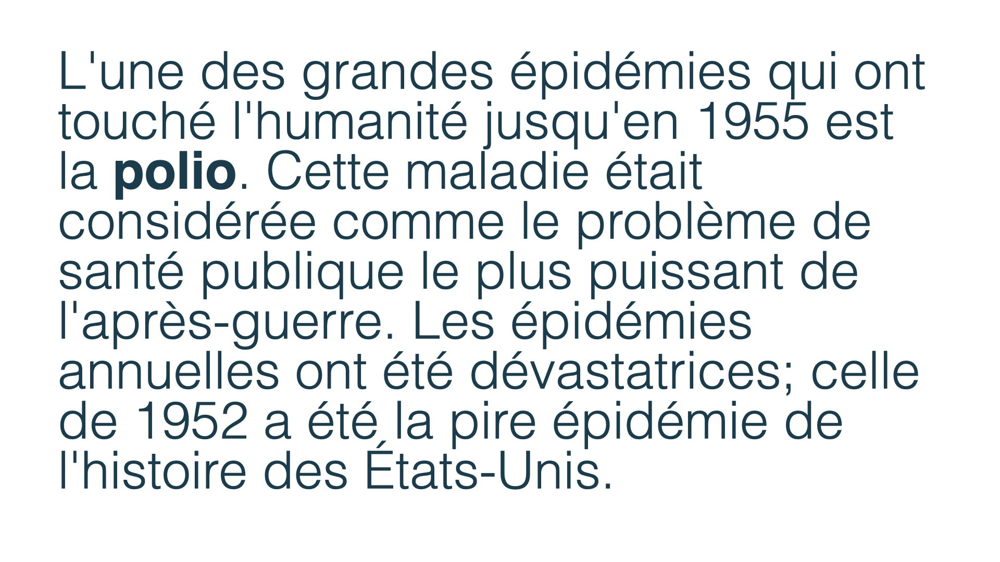 L'une des grandes épidémies qui ont
touché l'humanité jusqu'en 1955 est
la polio. Cette maladie était
considérée comme le problème de
santé publique le plus puissant de
l'après-guerre. Les épidémies
annuelles ont été dévastatrices; celle
de 1952 a été la pire épidémie de
l'histoire des États-Unis.